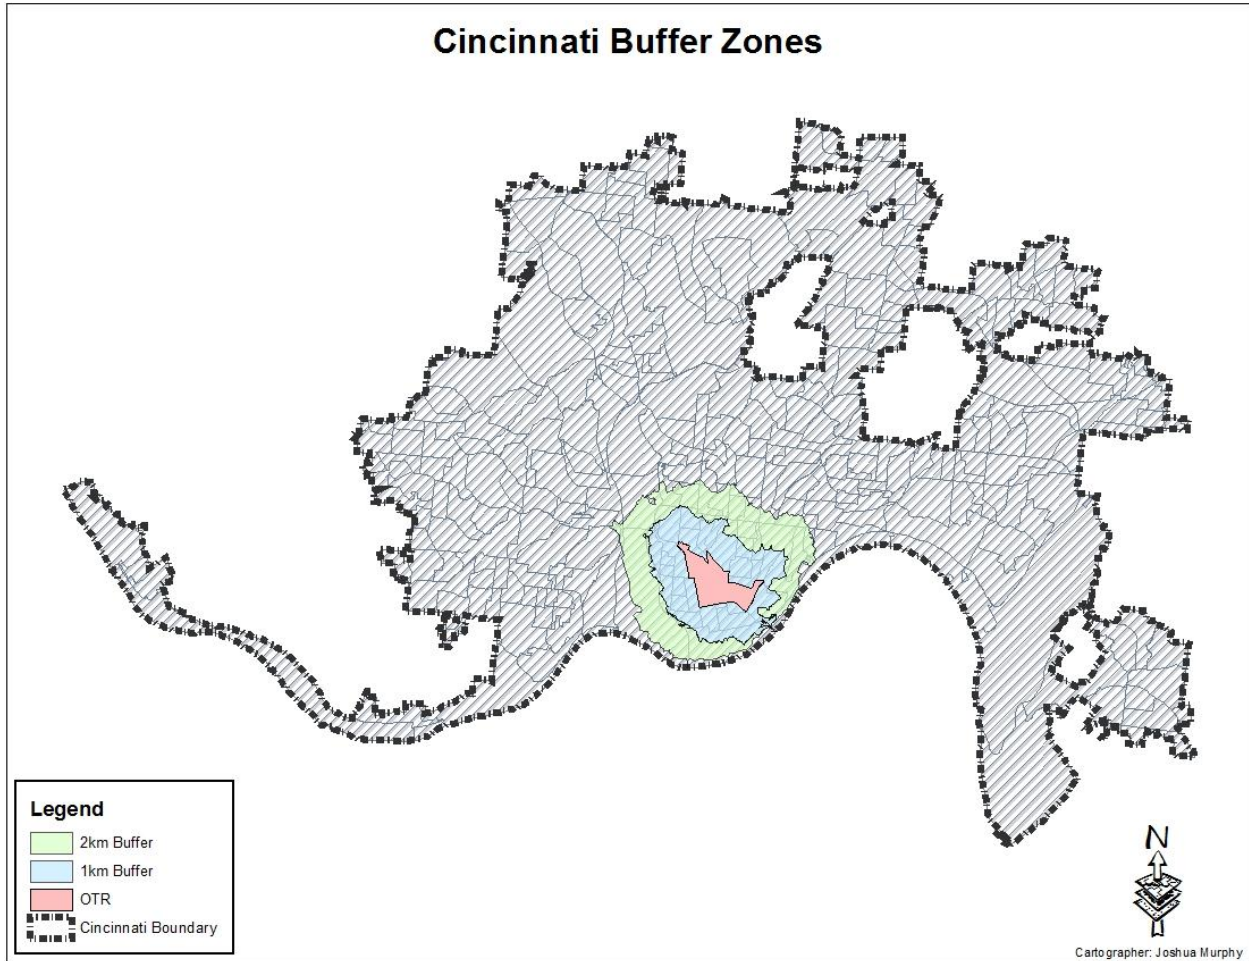 Cincinnati Buffer Zones
Legend
2km Buffer
1km Buffer
OTR
Cincinnati Boundary
N
Cartographer: Joshua Murphy